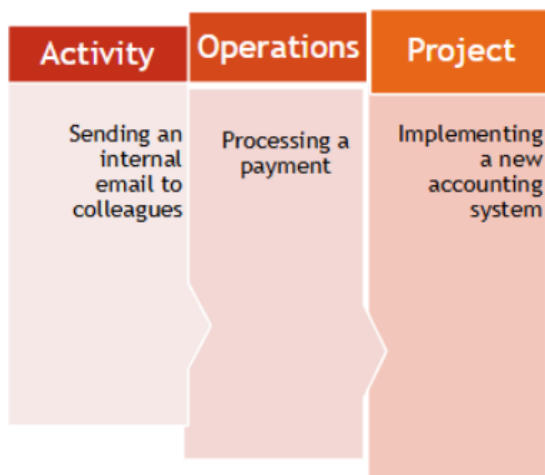 Activity
Sending an
internal
email to
colleagues
Operations
Processing a
payment
Project
Implementing
a new
accounting
system